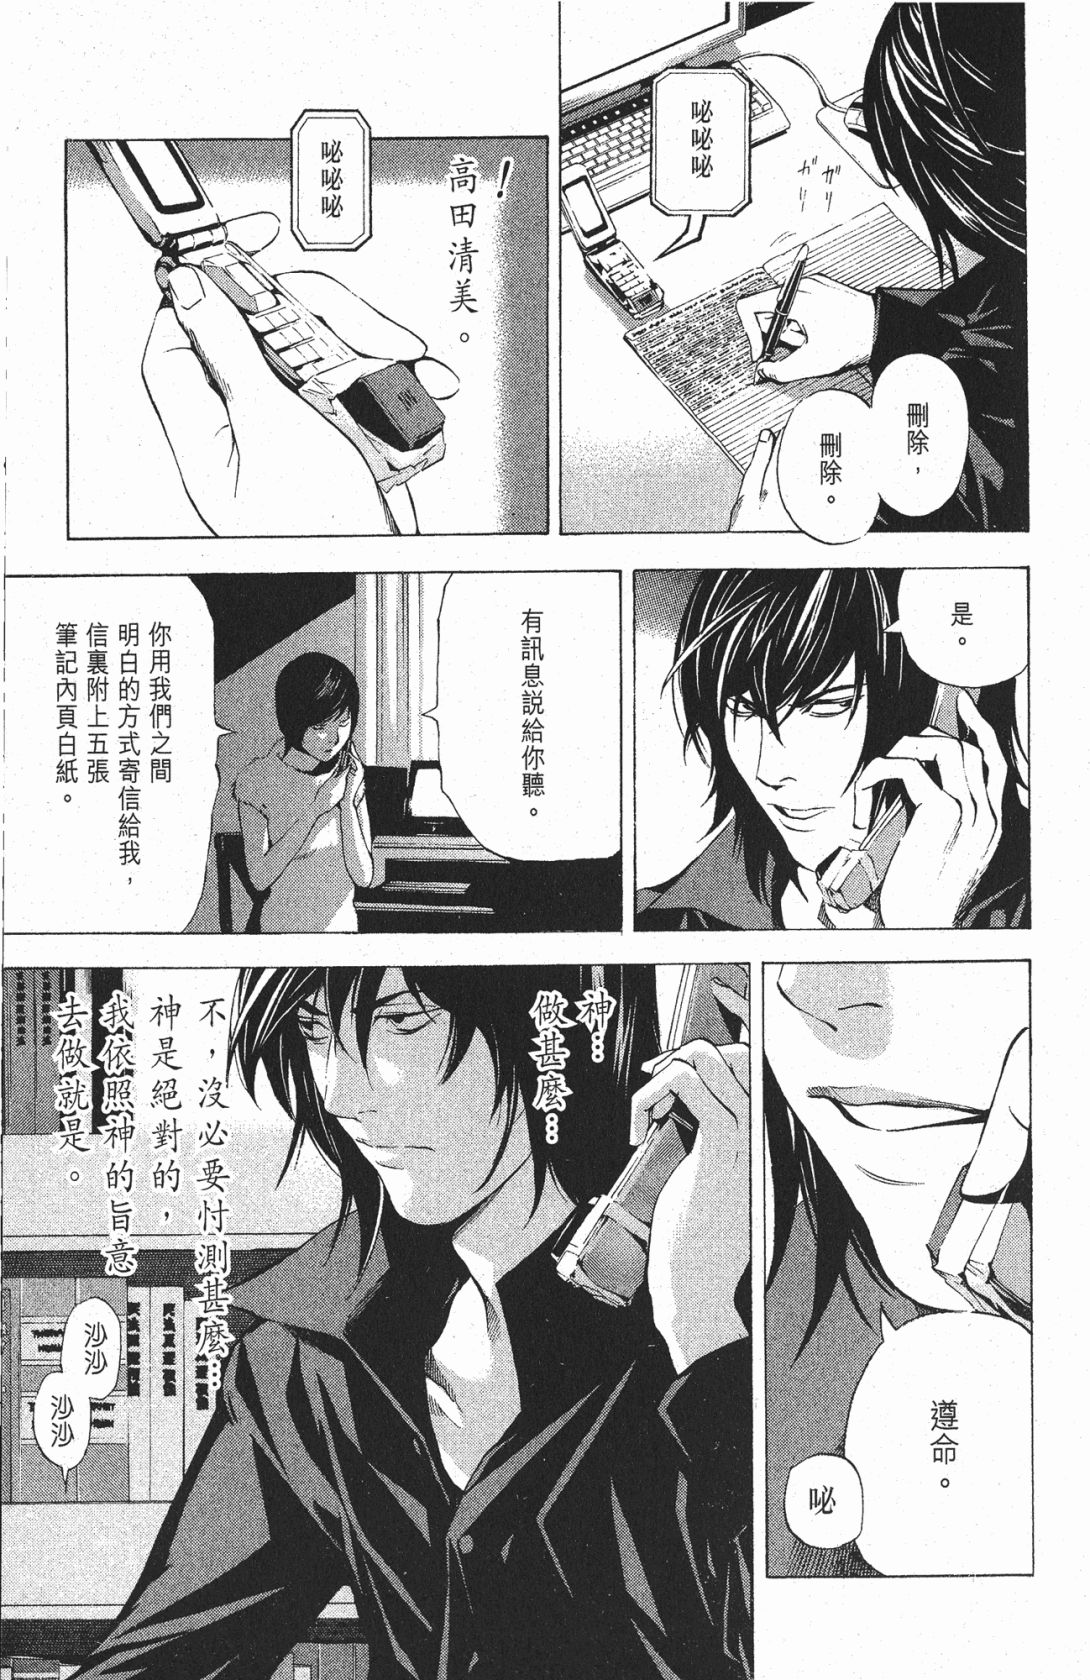 咇咇咇
ガリ
ガリ
刪除，
刪除。
咇咇咇
！
高田清美。
是。
有訊息說給你聽。
你用我們之間
明白的方式寄信給我，
信裏附上五張
筆記內頁白紙。
遵命。
咇
神…
做甚麼…
不，沒必要忖測甚麼…
神是絕對的，
我依照神的旨意
去做就是。
沙沙
沙沙